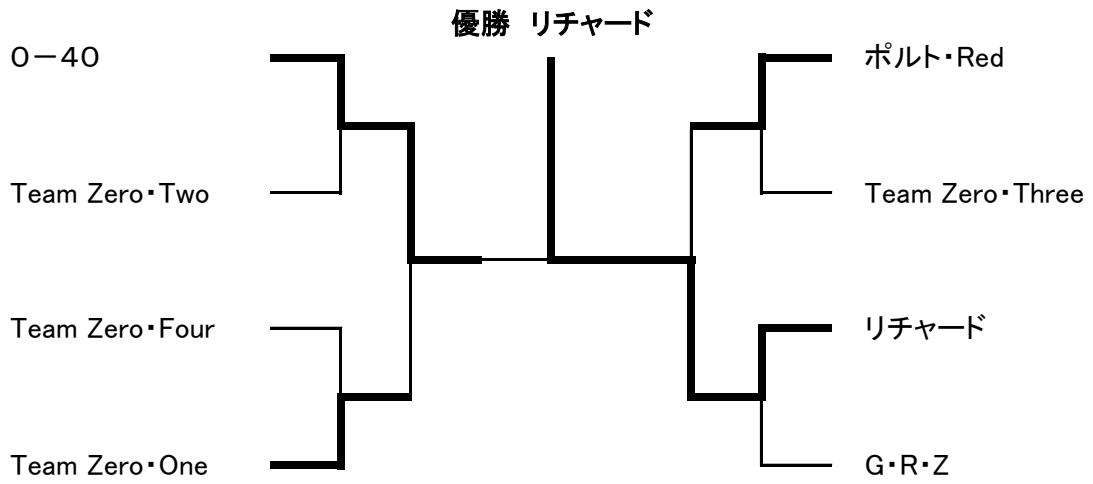 優勝 リチャード
0－40
ポルト・Red
Team Zero・Two
Team Zero・Three
Team Zero・Four
リチャード
Team Zero・One
G・R・Z